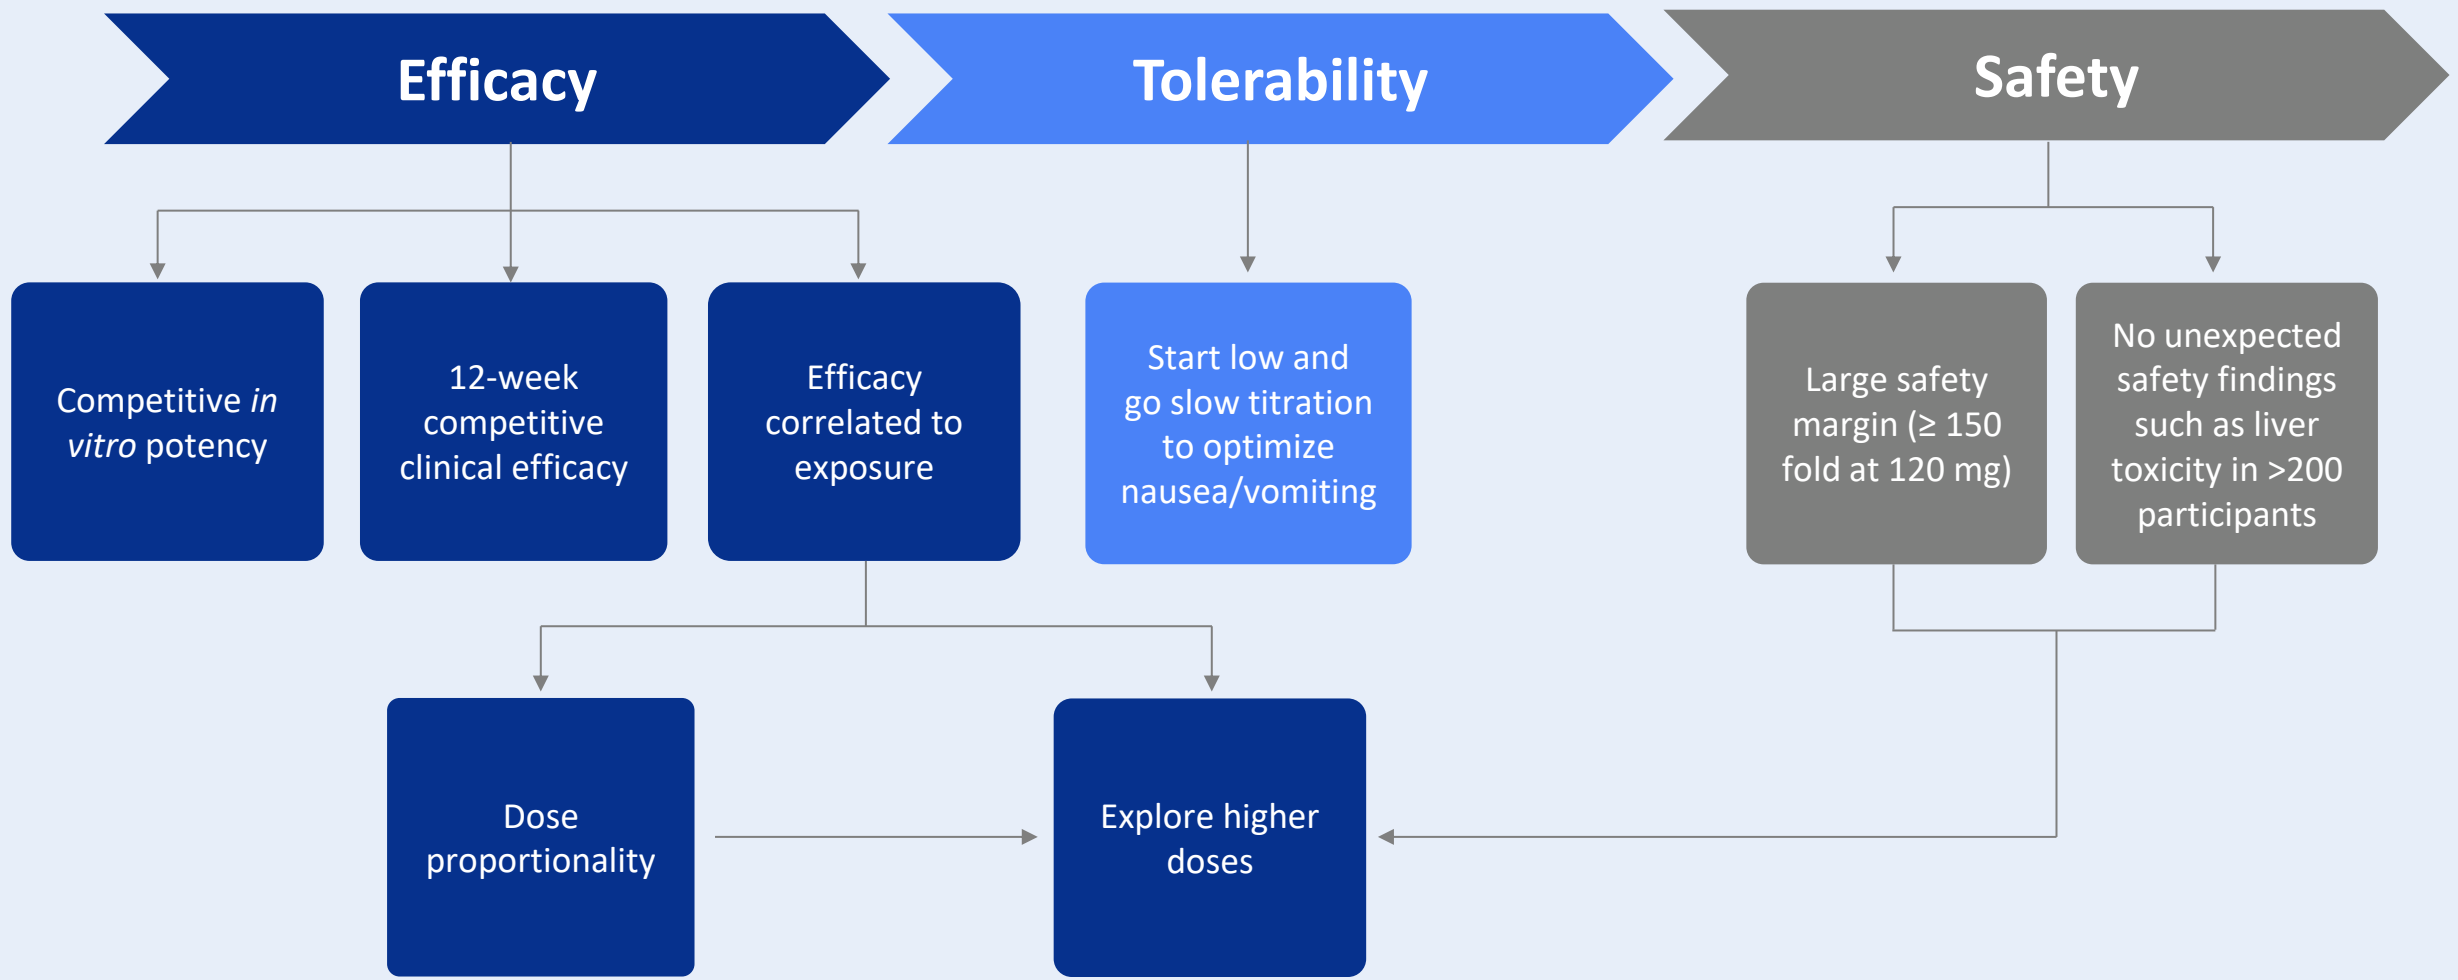 Efficacy
Tolerability
Safety
Competitive in
vitro potency
12-week
competitive
clinical efficacy
Efficacy
correlated to
exposure
Start low and
go slow titration
to optimize
nausea/vomiting
Large safety
margin (≥ 150
fold at 120 mg)
No unexpected
safety findings
such as liver
toxicity in >200
participants
Dose
proportionality
Explore higher
doses